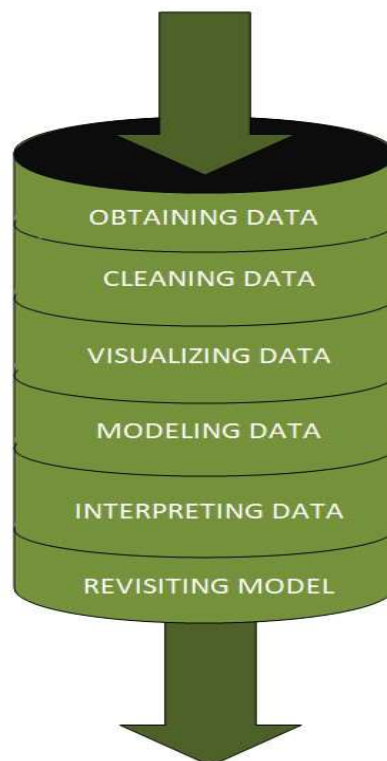 OBTAINING DATA
CLEANING DATA
VISUALIZING DATA
MODELING DATA
INTERPRETING DATA
REVISITING MODEL